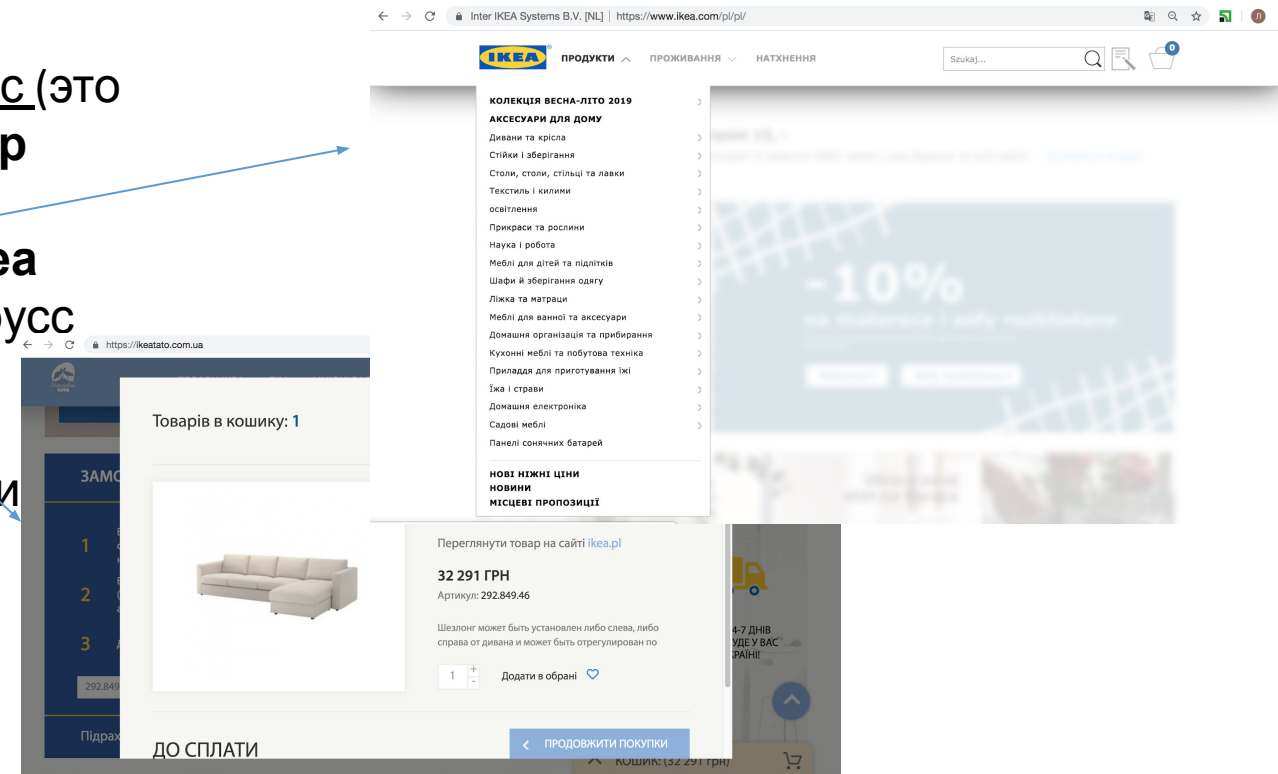 с (это
р
еа
русс
и
Inter IKEA Systems B.V. [NL] | https://www.ikea.com/pl/pl/
Л
IKEA
®
ПРОДУКТИ
ПРОЖИВАННЯ
НАТХНЕННЯ
Szukaj...
0
КОЛЕКЦІЯ ВЕСНА-ЛІТО 2019
АКСЕСУАРИ ДЛЯ ДОМУ
Дивани та крісла
Стійки і зберігання
Столи, столи, стільці та лавки
Текстиль і килими
освітлення
Прикраси та рослини
Наука і робота
Меблі для дітей та підлітків
Шафи й зберігання одягу
Ліжка та матраци
Меблі для ванної та аксесуари
Домашня організація та прибирання
Кухонні меблі та побутова техніка
Приладдя для приготування їжі
Їжа і страви
Домашня електроніка
Садові меблі
Панелі сонячних батарей
НОВІ НІЖНІ ЦІНИ
НОВИНИ
МІСЦЕВІ ПРОПОЗИЦІЇ
-10%
na materace i sofy rozkładane
https://ikeatato.com.ua
Товарів в кошику: 1
ЗАМО
1
2
3
292.849
Підрах
Переглянути товар на сайті ikea.pl
32 291 ГРН
Артикул: 292.849.46
Шезлонг может быть установлен либо слева, либо
справа от дивана и может быть отрегулирован по
1
+
-
Додати в обрані
ДО СПЛАТИ
ПРОДОВЖИТИ ПОКУПКИ
4-7 ДНІВ
УДЕ У ВАС
РАЇНІ!
КОШИК: (32 291 грн)